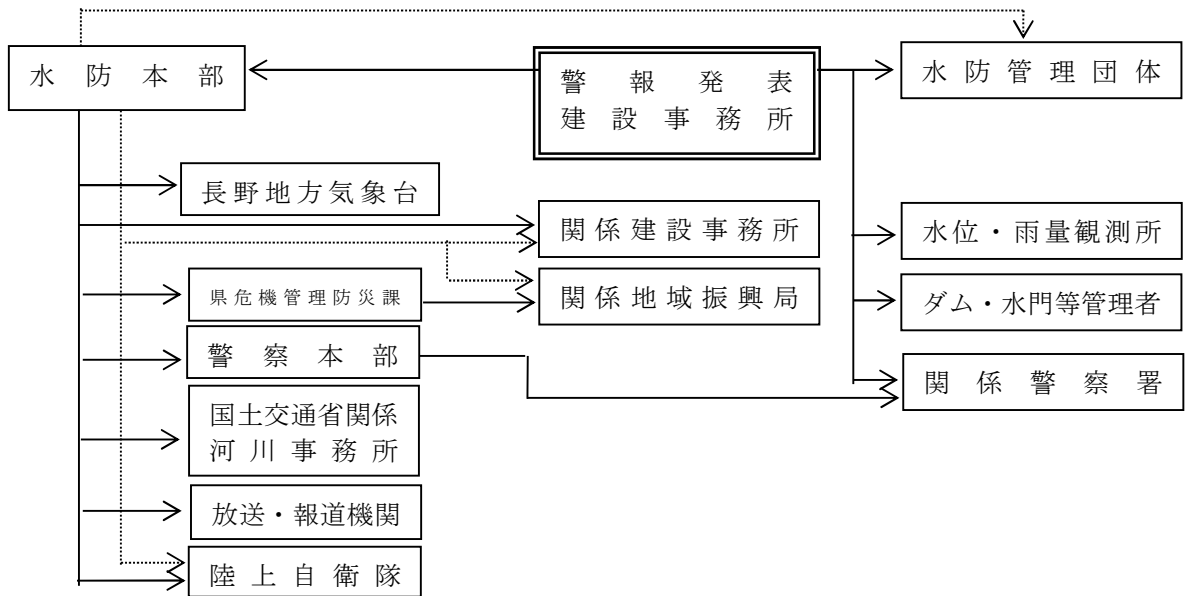 水防本部
警報発表
建設事務所
水防管理団体
長野地方気象台
関係建設事務所
水位・雨量観測所
県危機管理防災課
関係地域振興局
ダム・水門等管理者
警察本部
関係警察署
国土交通省関係
河川事務所
放送・報道機関
陸上自衛隊